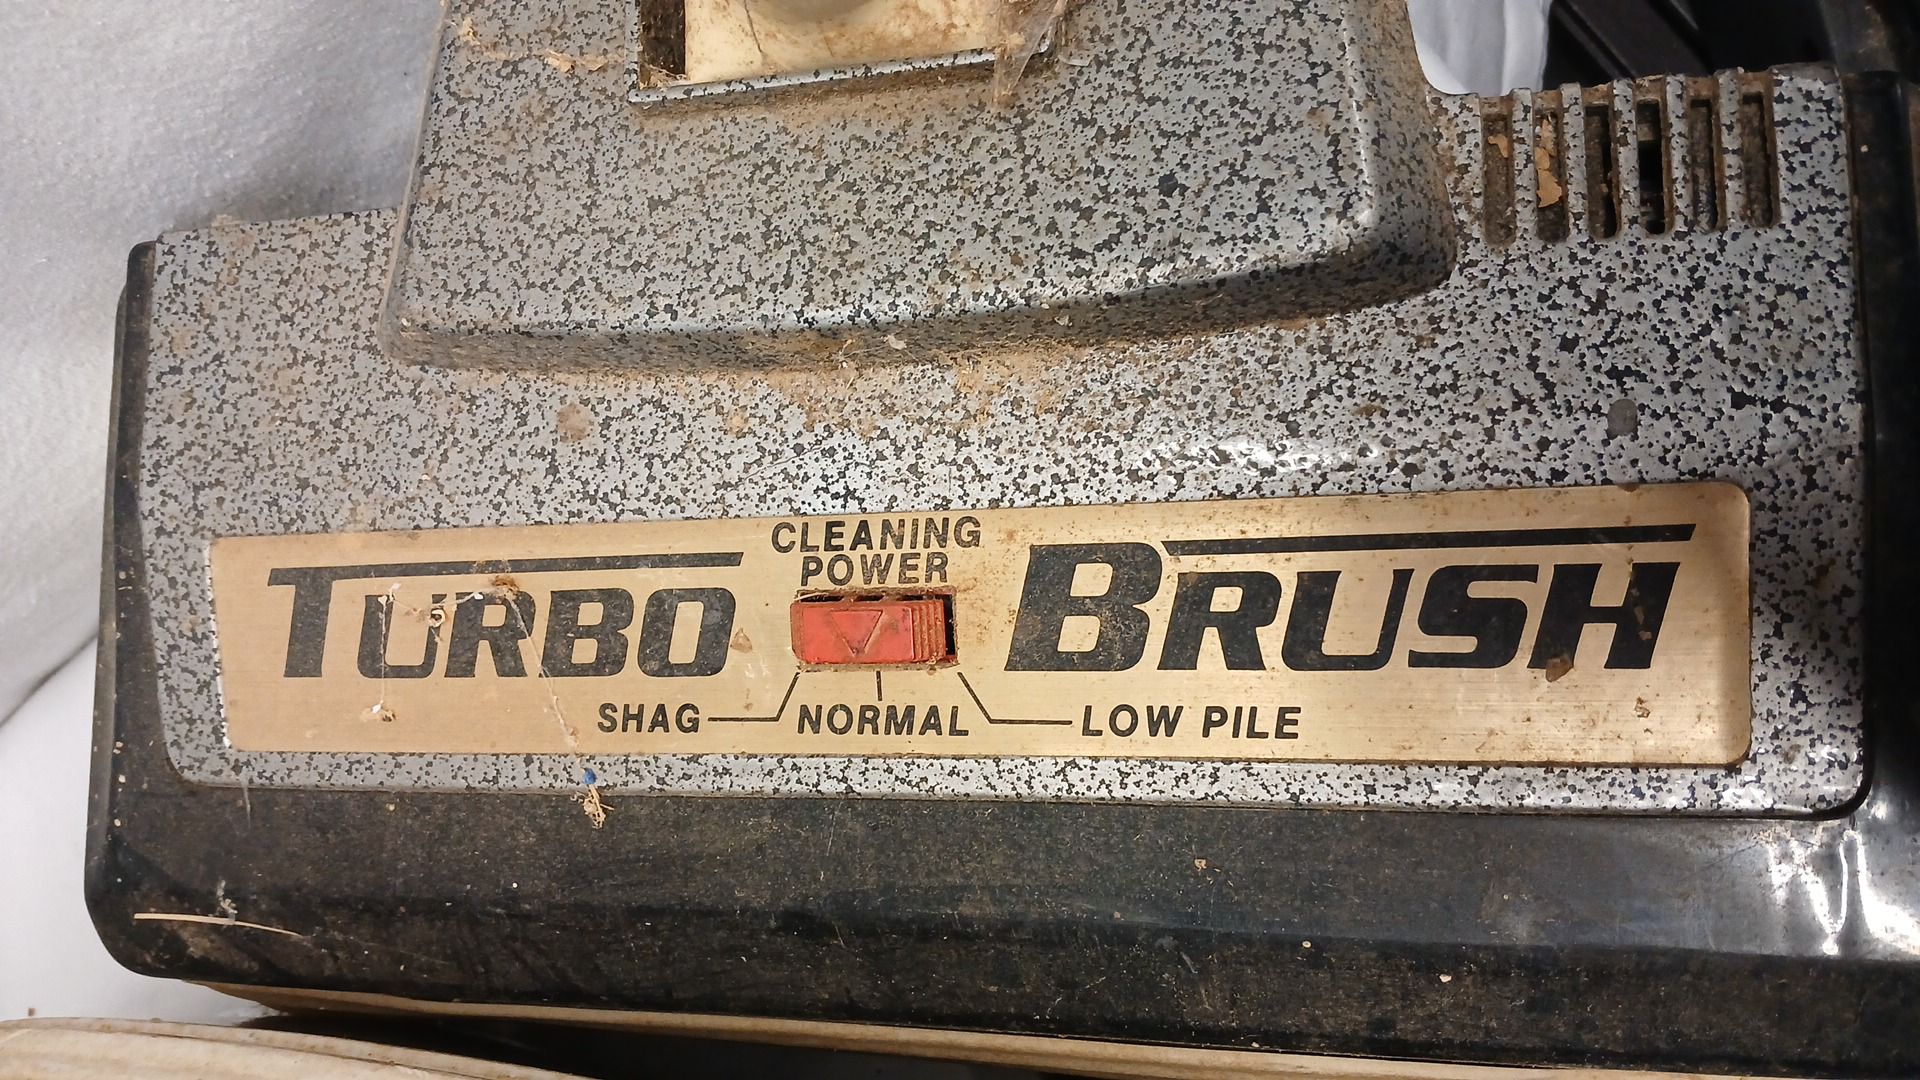 CLEANING
POWER
TURBO BRUSH
SHAG NORMAL LOW PILE